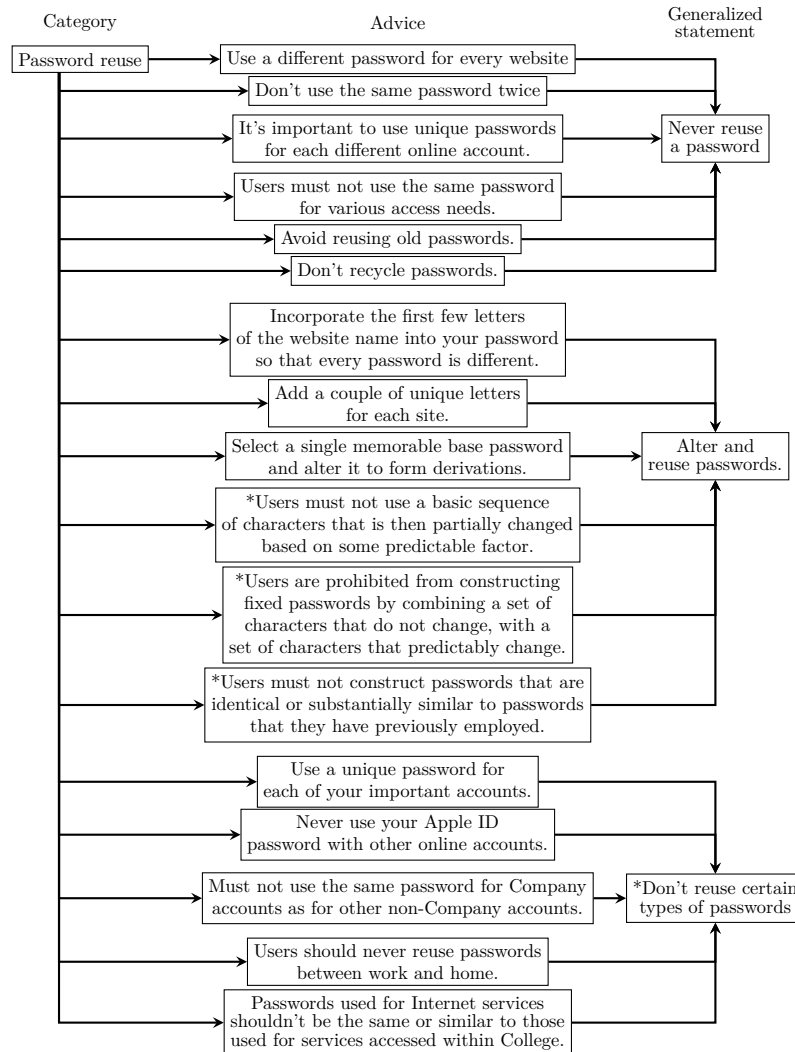 Category
Advice
Generalized
statement
Password reuse
Use a different password for every website
Don't use the same password twice
It's important to use unique passwords
for each different online account.
Never reuse
a password
Users must not use the same password
for various access needs.
Avoid reusing old passwords.
Don't recycle passwords.
Incorporate the first few letters
of the website name into your password
so that every password is different.
Add a couple of unique letters
for each site.
Select a single memorable base password
and alter it to form derivations.
Alter and
reuse passwords.
*Users must not use a basic sequence
of characters that is then partially changed
based on some predictable factor.
*Users are prohibited from constructing
fixed passwords by combining a set of
characters that do not change, with a
set of characters that predictably change.
*Users must not construct passwords that are
identical or substantially similar to passwords
that they have previously employed.
Use a unique password for
each of your important accounts.
Never use your Apple ID
password with other online accounts.
Must not use the same password for Company
accounts as for other non-Company accounts.
*Don't reuse certain
types of passwords
Users should never reuse passwords
between work and home.
Passwords used for Internet services
shouldn't be the same or similar to those
used for services accessed within College.